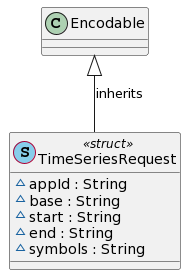 C Encodable
inherits
«struct»
S TimeSeriesRequest
~ appId : String
~ base : String
~ start : String
~ end : String
~ symbols : String